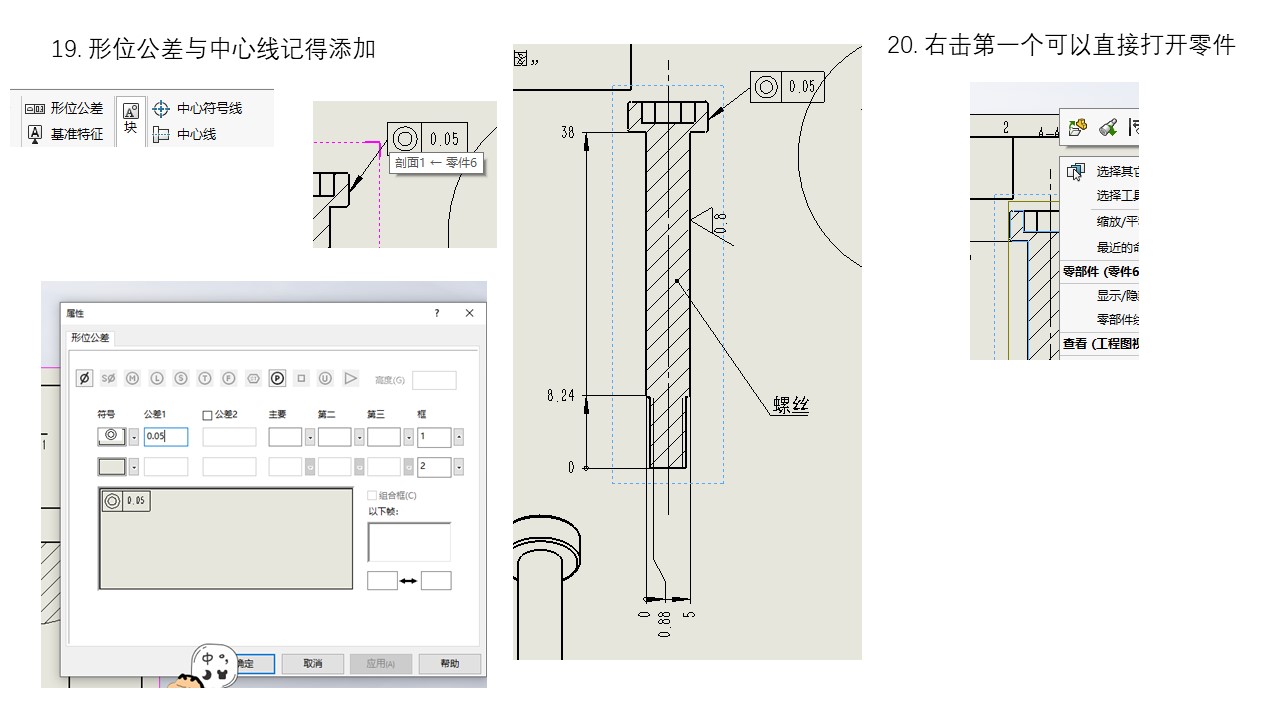 19. 形位公差与中心线记得添加
形位公差
基准特征
块
中心符号线
中心线
0.05
剖面1 ← 零件6
属性
?
×
形位公差
Ø SØ M L S T F P U
高度(G)
符号 公差1 公差2 主要 第二 第三 框
0.05
1
2
0.05
组合框(C)
以下帧:
中
确定 取消 应用(A) 帮助
图”
0.05
38
0.8
8.24
螺丝
0
0 0.88 5
20. 右击第一个可以直接打开零件
2
A-A
选择其它
选择工具
缩放/平
最近的命
零部件 (零件6
显示/隐
零部件线
查看 (工程图视